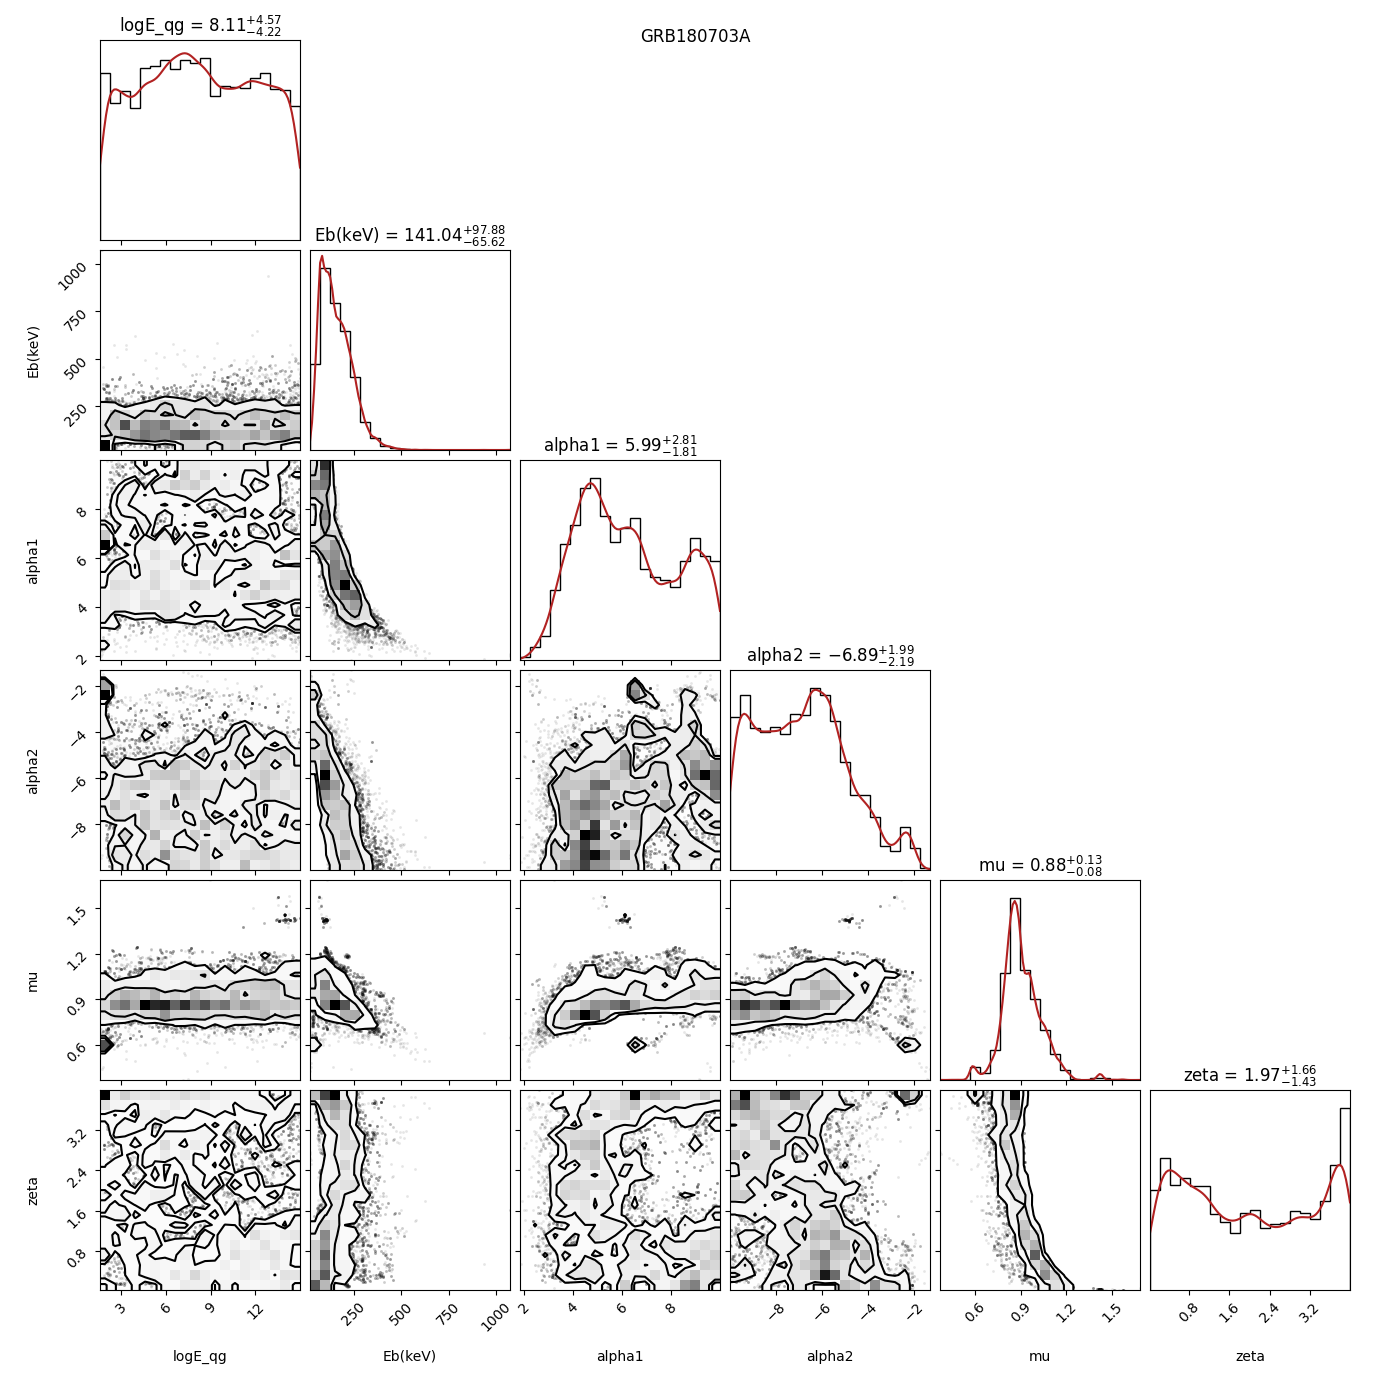 GRB180703A
logE_qg = 8.11 +4.57 −4.22
Eb(keV) = 141.04 +97.88 −65.62
alpha1 = 5.99 +2.81 −1.81
alpha2 = −6.89 +1.99 −2.19
mu = 0.88 +0.13 −0.08
zeta = 1.97 +1.66 −1.43
Eb(keV)
1000
750
500
250
alpha1
8
6
4
2
alpha2
−2
−4
−6
−8
mu
1.5
1.2
0.9
0.6
zeta
3.2
2.4
1.6
0.8
3 6 9 12
250 500 750 1000
2 4 6 8
−8 −6 −4 −2
0.6 0.9 1.2 1.5
0.8 1.6 2.4 3.2
logE_qg Eb(keV) alpha1 alpha2 mu zeta